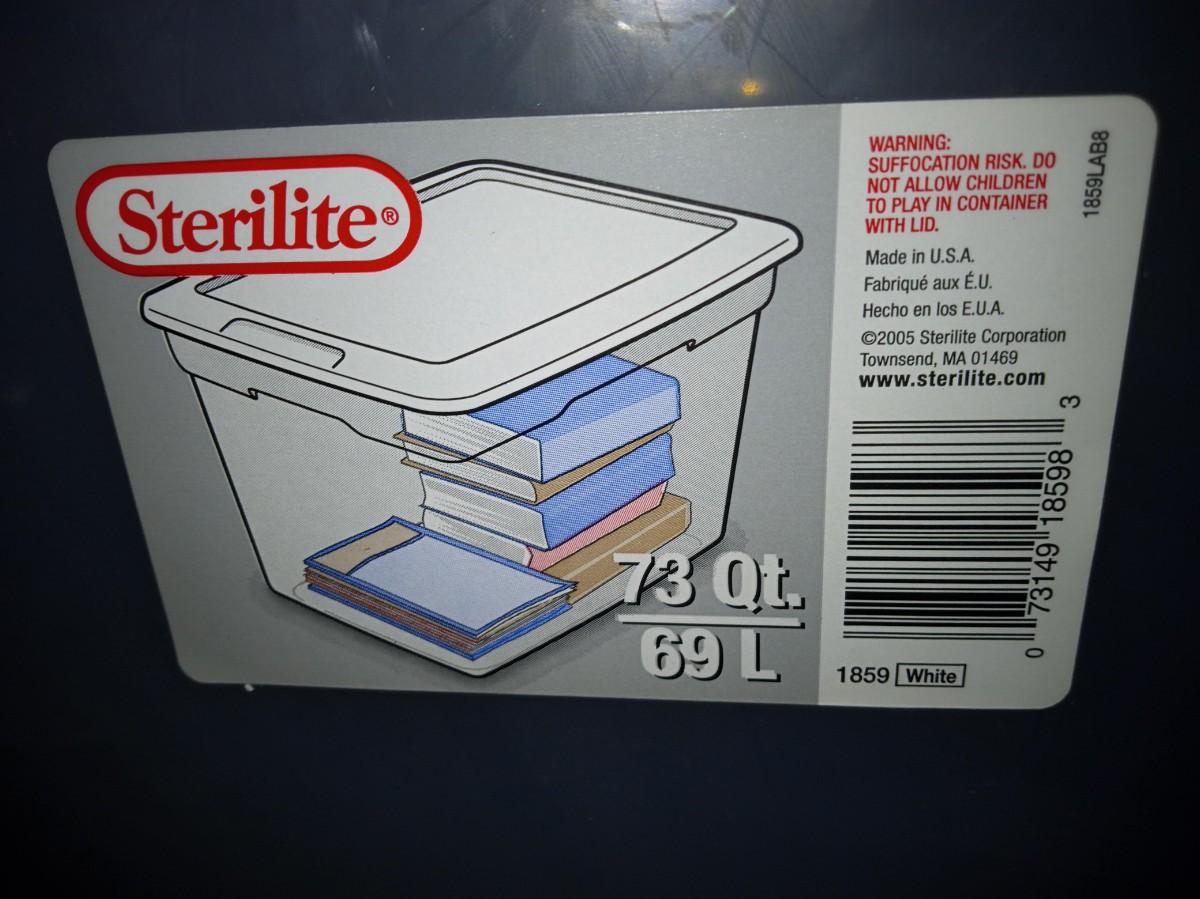 Sterilite®
73 Qt.
69 L
WARNING:
SUFFOCATION RISK. DO
NOT ALLOW CHILDREN
TO PLAY IN CONTAINER
WITH LID.
1859LAB8
Made in U.S.A.
Fabriqué aux É.U.
Hecho en los E.U.A.
©2005 Sterilite Corporation
Townsend, MA 01469
www.sterilite.com
0 73149 18598 3
1859 White